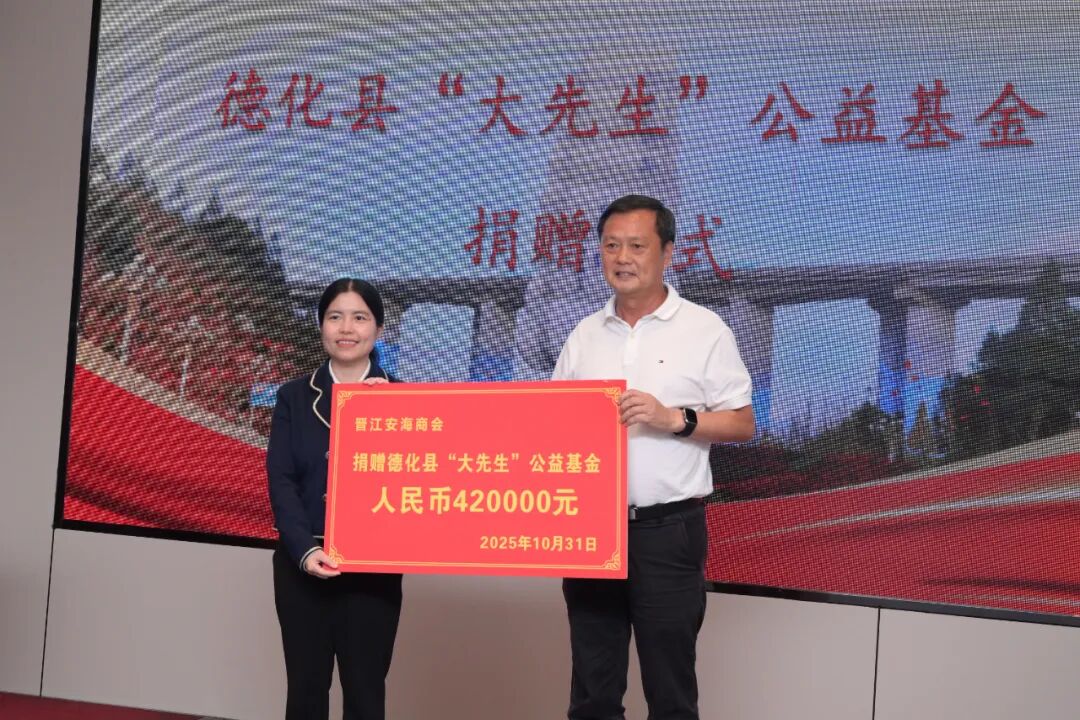 德化县“大先生”公益基金
捐赠 式
晋江安海商会
捐赠德化县“大先生”公益基金
人民币420000元
2025年10月31日